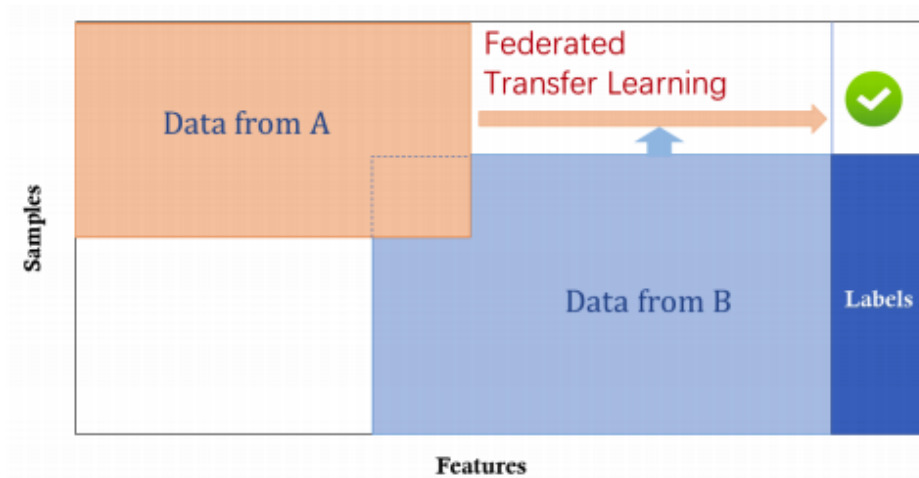 Federated
Transfer Learning
Data from A
Samples
Data from B
Labels
Features